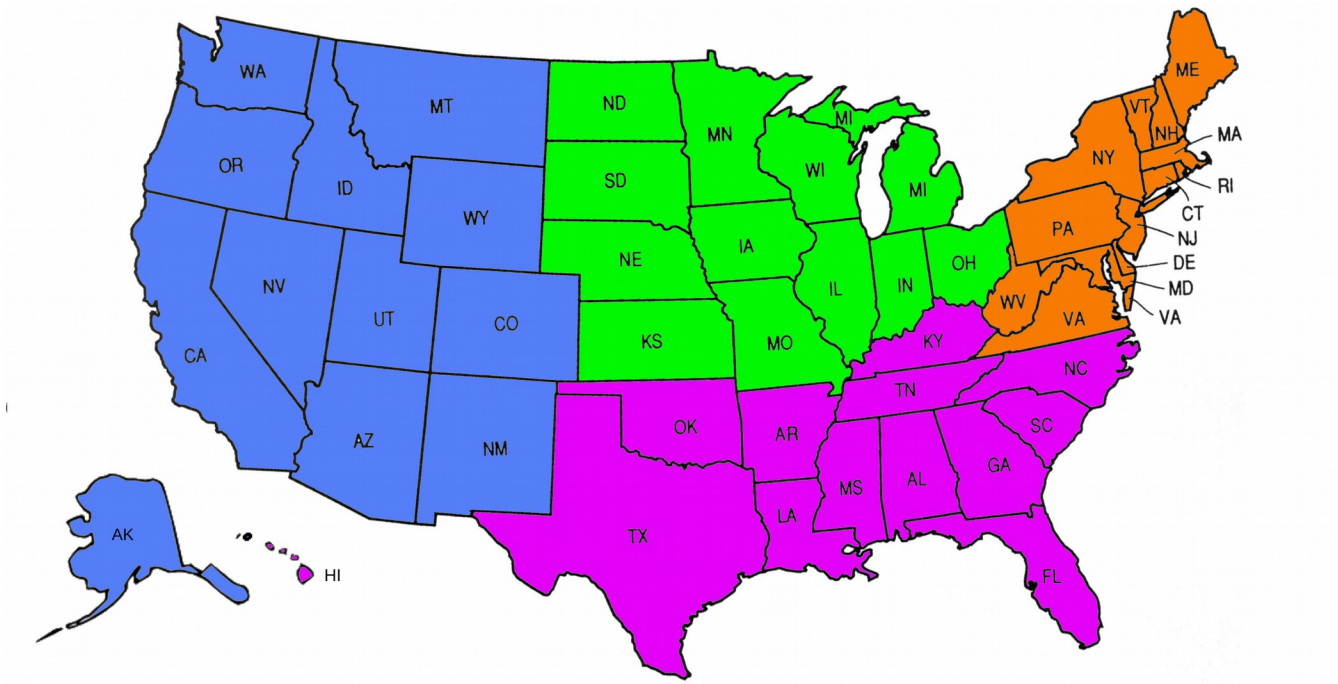 WA
MT
ND
MN
ME
VT
NH
MA
MI
NY
RI
OR
ID
WY
SD
WI
MI
CT
PA
NJ
IA
OH
DE
NV
NE
IL
IN
WV
MD
VA
VA
UT
CO
KS
MO
KY
CA
TN
NC
AZ
NM
OK
AR
SC
MS
AL
GA
AK
TX
LA
HI
FL